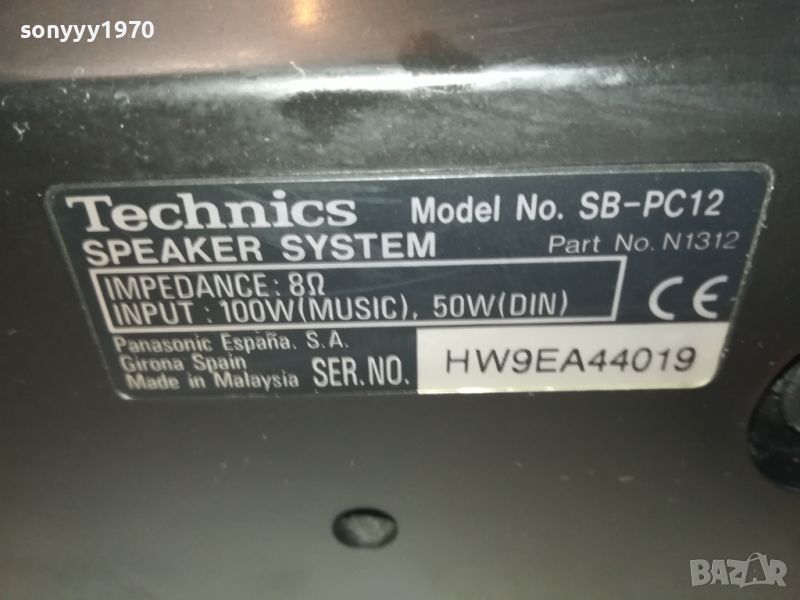 sonyyy1970
Technics Model No. SB-PC12
SPEAKER SYSTEM Part No. N1312
IMPEDANCE: 8Ω
INPUT : 100W(MUSIC), 50W(DIN)
CE
Panasonic España. S.A.
Girona Spain
Made in Malaysia SER.NO. HW9EA44019
BAZAR